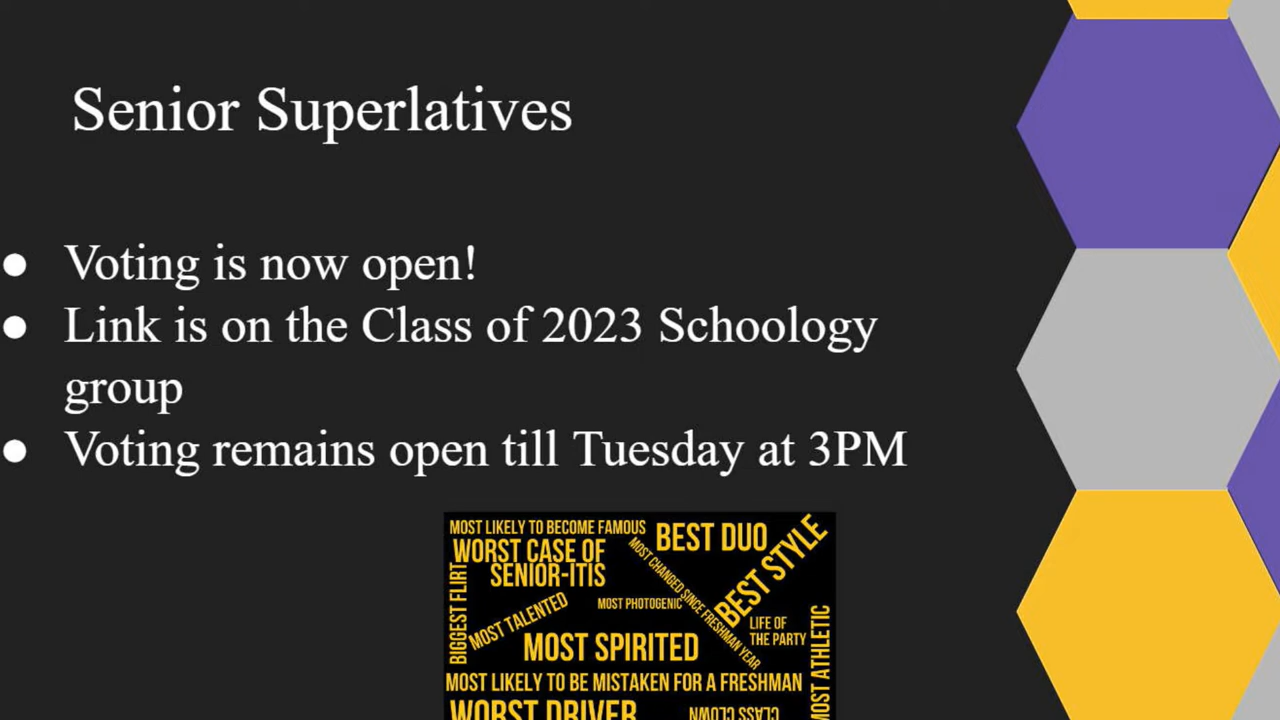 Senior Superlatives
● Voting is now open!
● Link is on the Class of 2023 Schoology
group
● Voting remains open till Tuesday at 3PM
MOST LIKELY TO BECOME FAMOUS
BEST DUO
BEST STYLE
WORST CASE OF
SENIOR-ITIS
MOST CHANGED SINCE FRESHMAN YEAR
BIGGEST FLIRT
MOST TALENTED
MOST PHOTOGENIC
LIFE OF
THE PARTY
MOST ATHLETIC
MOST SPIRITED
MOST LIKELY TO BE MISTAKEN FOR A FRESHMAN
WORST DRIVER
CLASS CLOWN